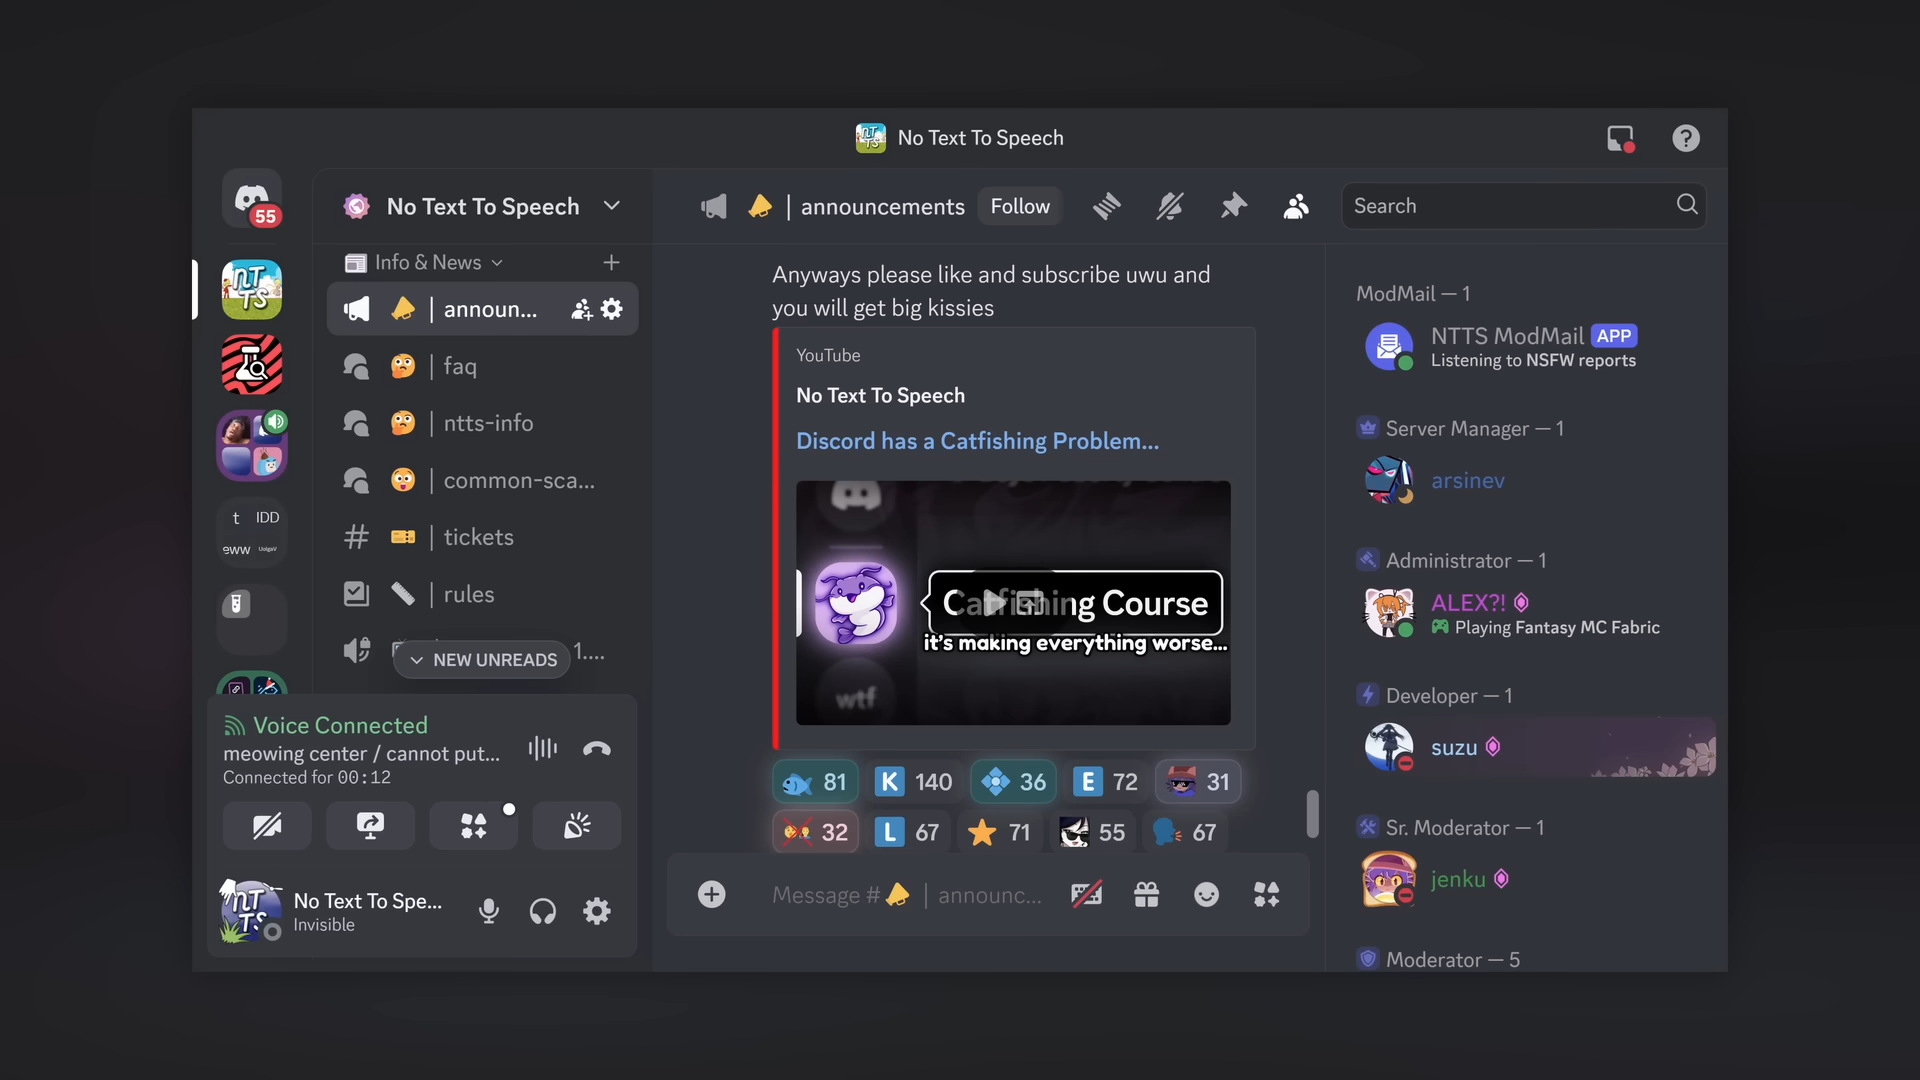 No Text To Speech
55
No Text To Speech
Info & News
announ...
faq
ntts-info
common-sca...
tickets
rules
1....
NEW UNREADS
t IDD
eww
Voice Connected
meowing center / cannot put...
Connected for 00:12
No Text To Spe...
Invisible
| announcements
Follow
Search
Anyways please like and subscribe uwu and
you will get big kissies
YouTube
No Text To Speech
Discord has a Catfishing Problem...
Catfishing Course
it's making everything worse...
wtf
81 K 140 36 E 72 31
32 L 67 71 55 67
Message # | announc...
ModMail — 1
NTTS ModMail APP
Listening to NSFW reports
Server Manager — 1
arsinev
Administrator — 1
ALEX?!
Playing Fantasy MC Fabric
Developer — 1
suzu
Sr. Moderator — 1
jenku
Moderator — 5